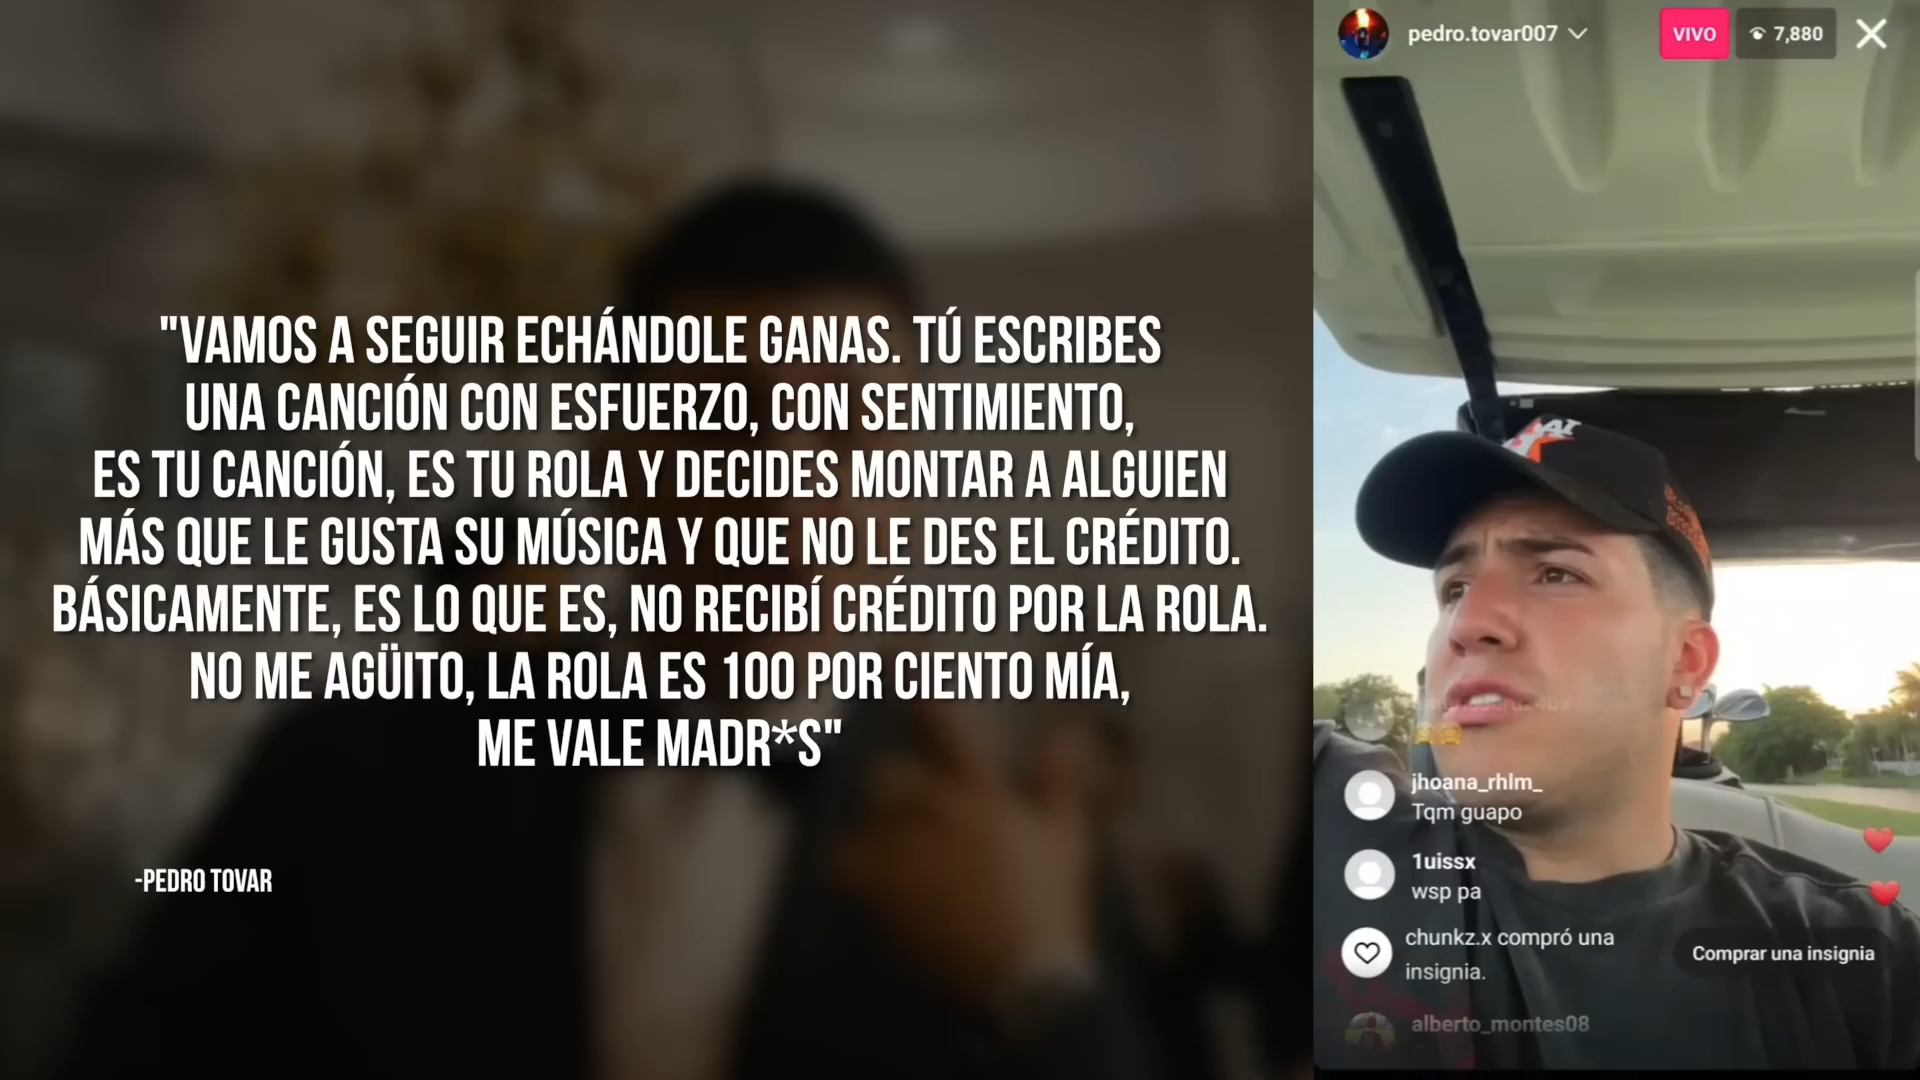 "VAMOS A SEGUIR ECHÁNDOLE GANAS. TÚ ESCRIBES
UNA CANCIÓN CON ESFUERZO, CON SENTIMIENTO,
ES TU CANCIÓN, ES TU ROLA Y DECIDES MONTAR A ALGUIEN
MÁS QUE LE GUSTA SU MÚSICA Y QUE NO LE DES EL CRÉDITO.
BÁSICAMENTE, ES LO QUE ES, NO RECIBÍ CRÉDITO POR LA ROLA.
NO ME AGÜITO, LA ROLA ES 100 POR CIENTO MÍA,
ME VALE MADR*S"
-PEDRO TOVAR
pedro.tovar007
VIVO
7,880
jhoana_rhlm_
Tqm guapo
1uissx
wsp pa
chunkz.x compró una
insignia.
Comprar una insignia
alberto_montes08